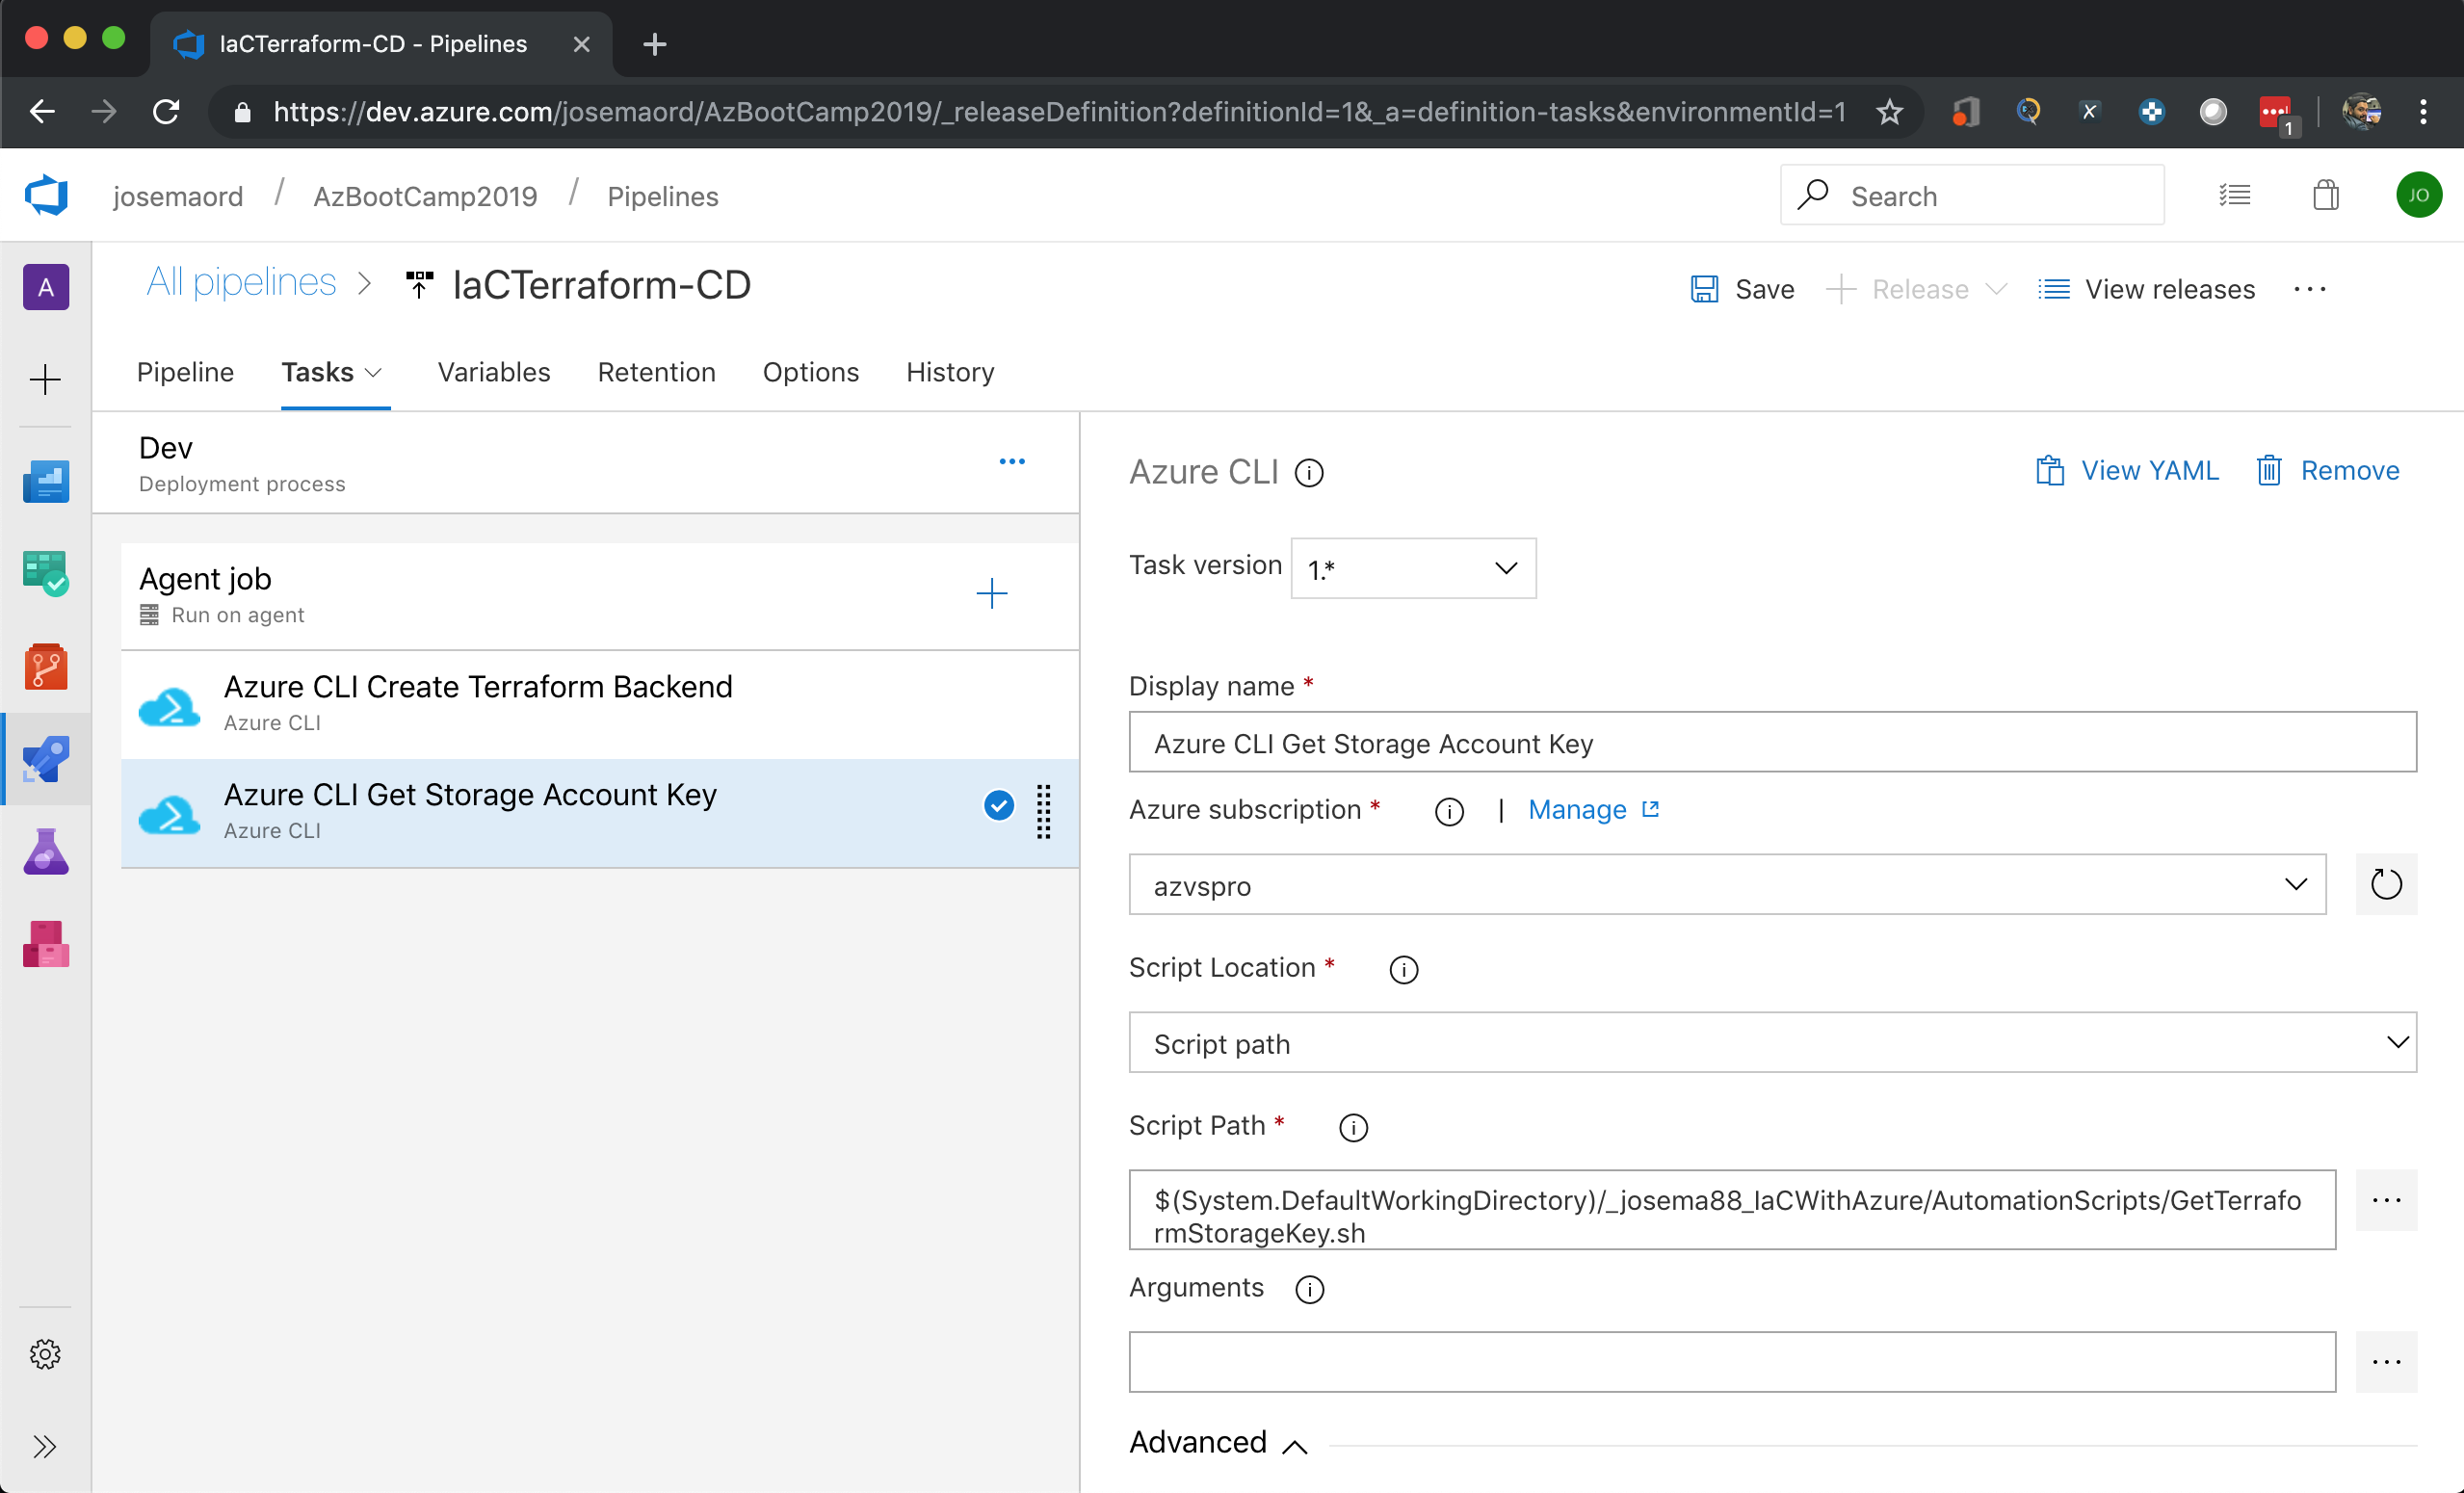 IaCTerraform-CD - Pipelines
https://dev.azure.com/josemaord/AzBootCamp2019/_releaseDefinition?definitionId=1&_a=definition-tasks&environmentId=1
1
josemaord / AzBootCamp2019 / Pipelines
Search
JO
A
All pipelines > IaCTerraform-CD
Save
Release
View releases
Pipeline
Tasks
Variables
Retention
Options
History
Dev
Deployment process
Agent job
Run on agent
Azure CLI Create Terraform Backend
Azure CLI
Azure CLI Get Storage Account Key
Azure CLI
Azure CLI
View YAML
Remove
Task version 1.*
Display name *
Azure CLI Get Storage Account Key
Azure subscription * | Manage
azvspro
Script Location *
Script path
Script Path *
$(System.DefaultWorkingDirectory)/_josema88_IaCWithAzure/AutomationScripts/GetTerrafo
rmStorageKey.sh
Arguments
Advanced